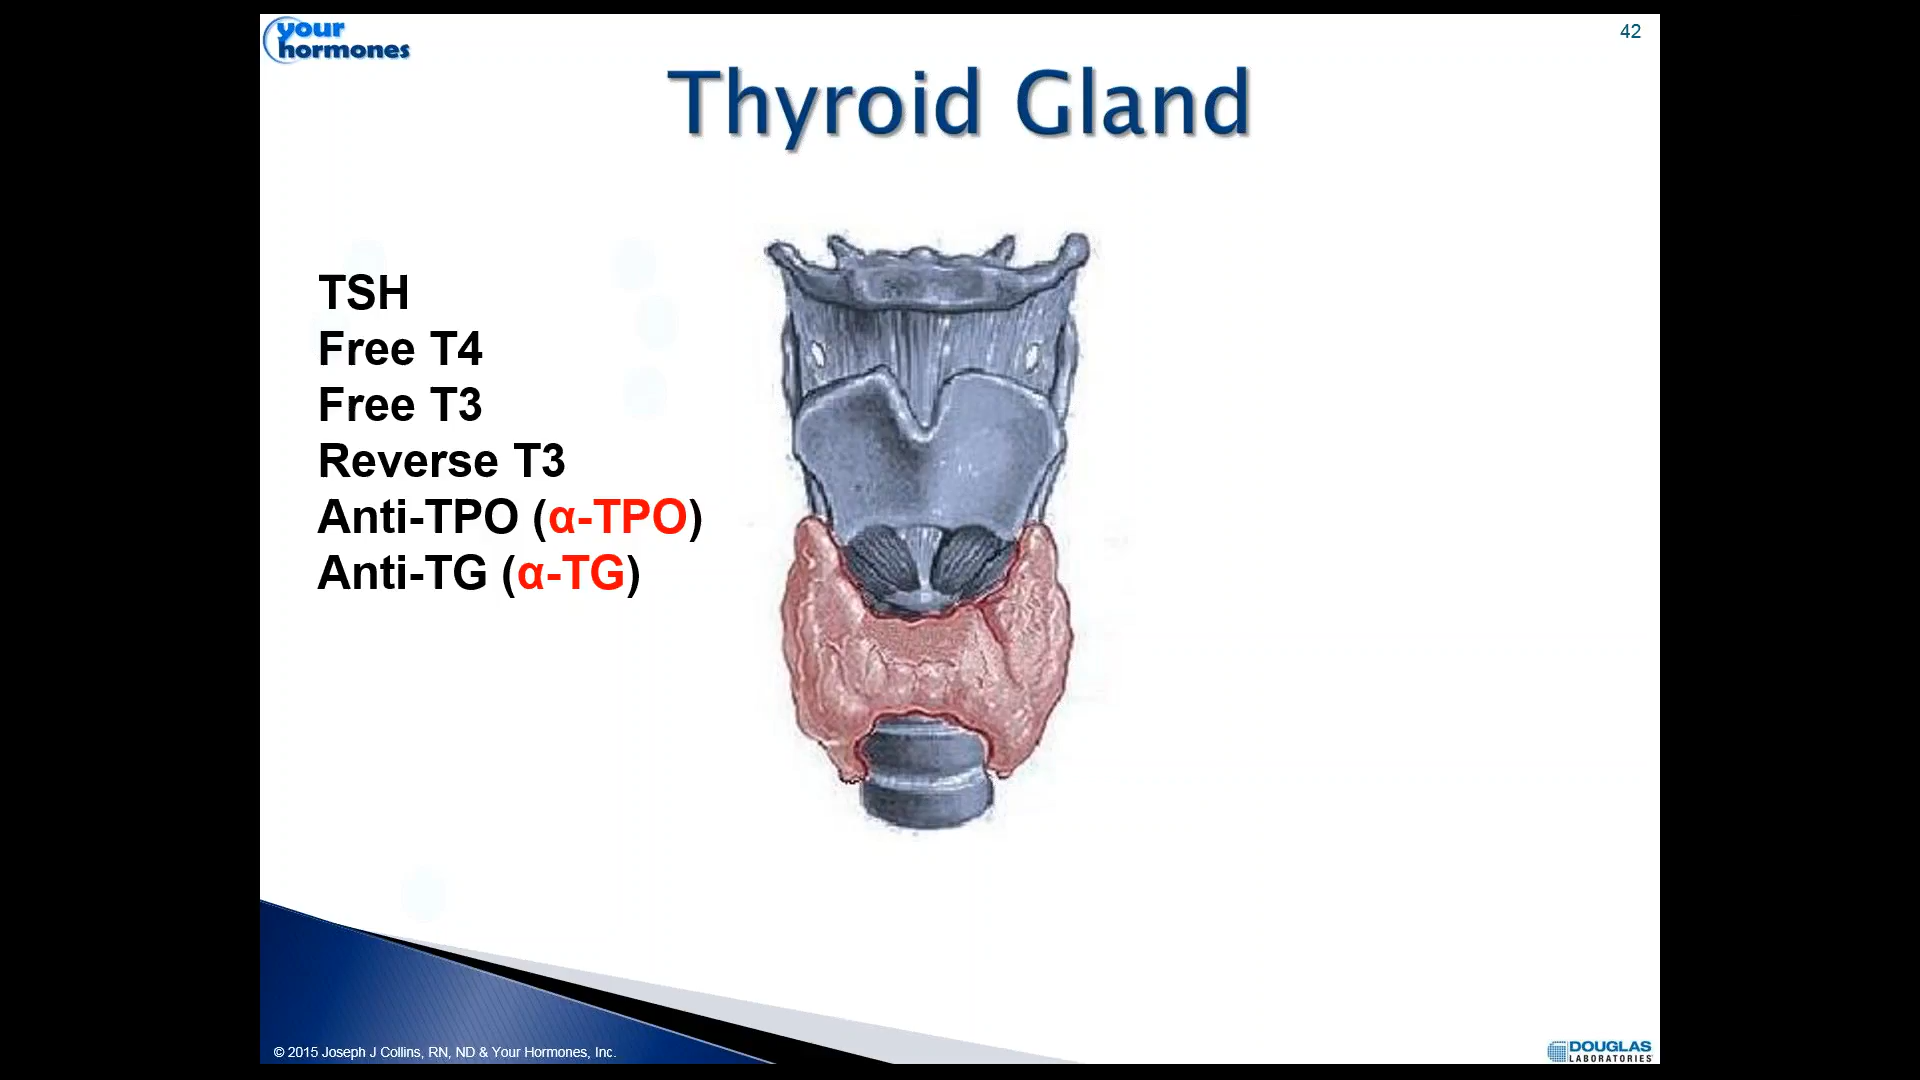 your
hormones
42
Thyroid Gland
TSH
Free T4
Free T3
Reverse T3
Anti-TPO (α-TPO)
Anti-TG (α-TG)
© 2015 Joseph J Collins, RN, ND & Your Hormones, Inc.
DOUGLAS
LABORATORIES